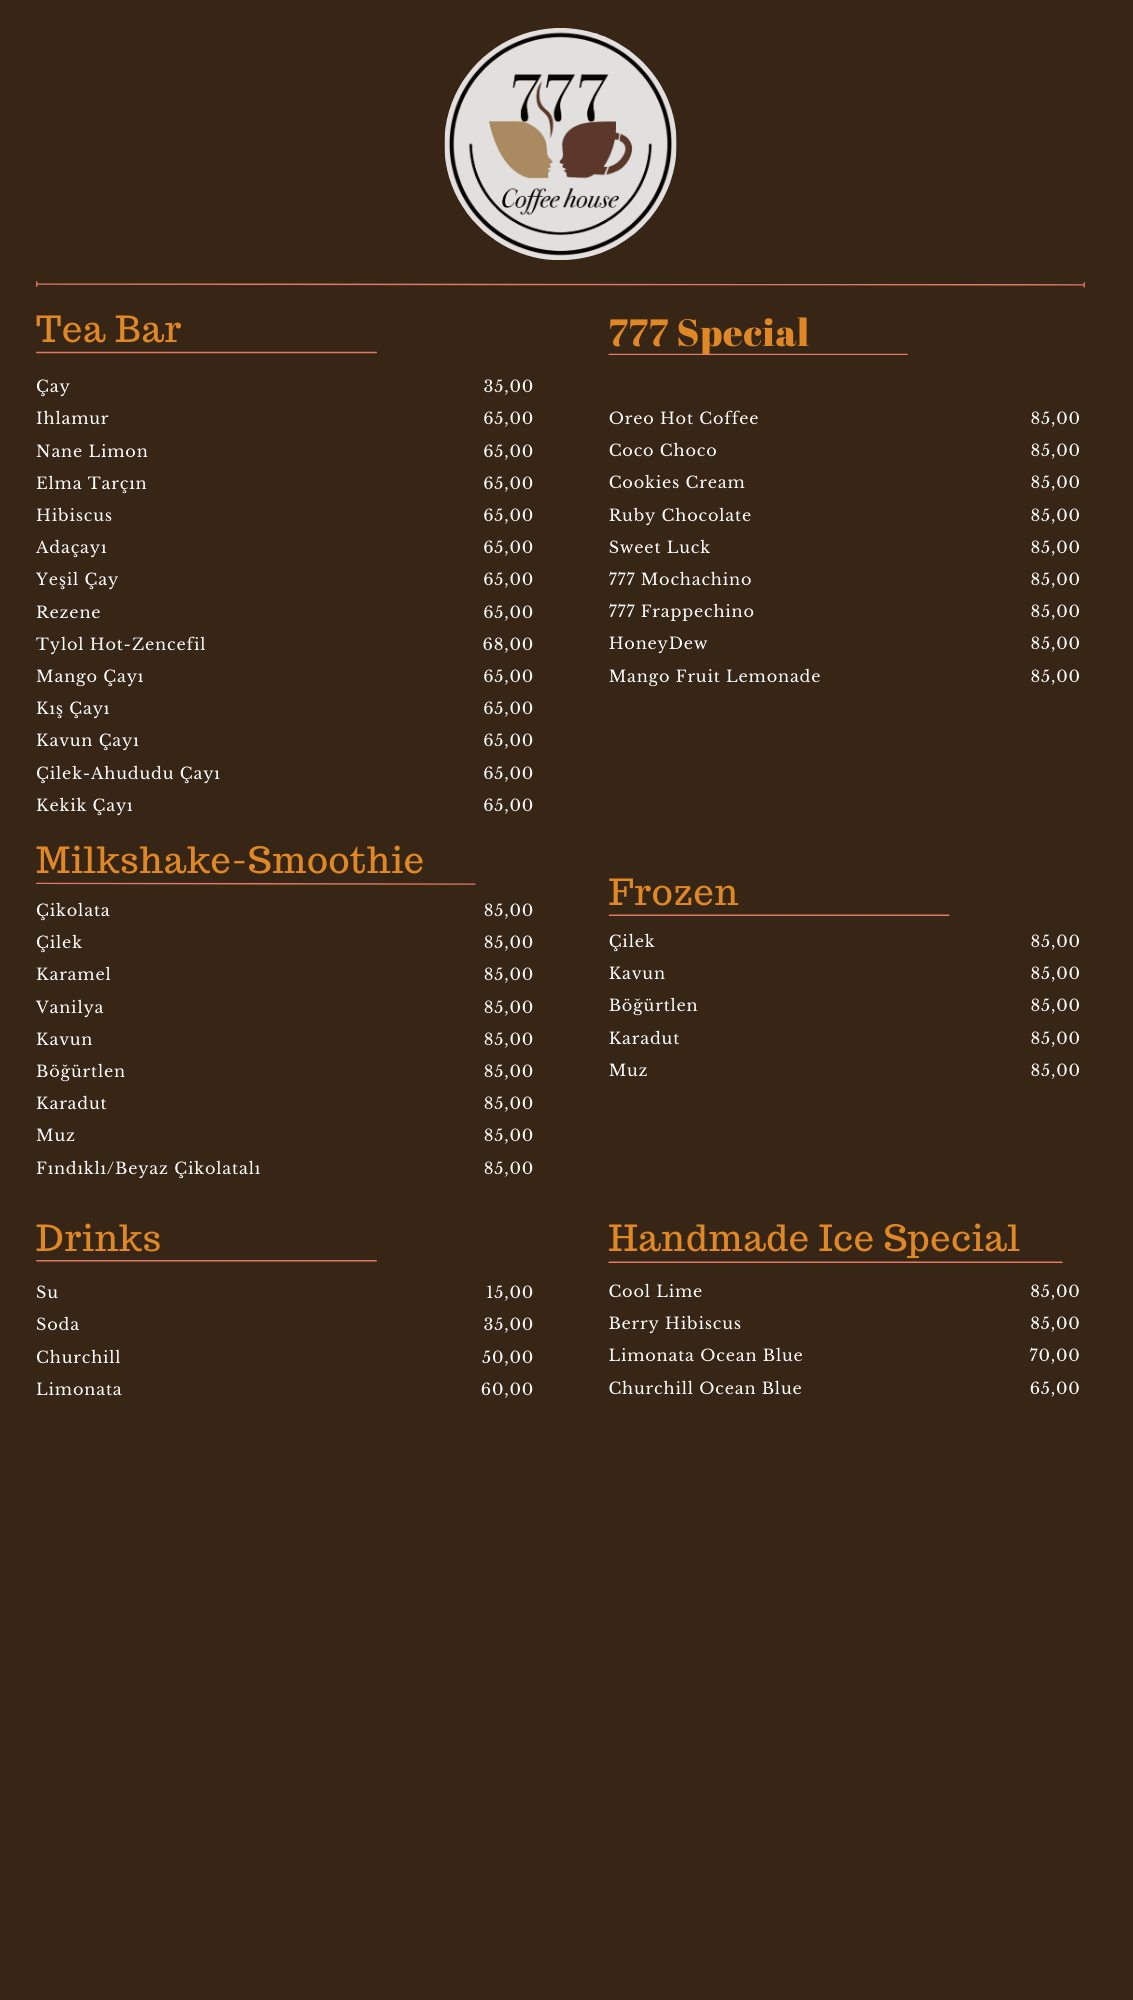 777
Coffee house
Tea Bar
Çay 35,00
Ihlamur 65,00
Nane Limon 65,00
Elma Tarçın 65,00
Hibiscus 65,00
Adaçayı 65,00
Yeşil Çay 65,00
Rezene 65,00
Tylol Hot-Zencefil 68,00
Mango Çayı 65,00
Kış Çayı 65,00
Kavun Çayı 65,00
Çilek-Ahududu Çayı 65,00
Kekik Çayı 65,00
Milkshake-Smoothie
Çikolata 85,00
Çilek 85,00
Karamel 85,00
Vanilya 85,00
Kavun 85,00
Böğürtlen 85,00
Karadut 85,00
Muz 85,00
Fındıklı/Beyaz Çikolatalı 85,00
Drinks
Su 15,00
Soda 35,00
Churchill 50,00
Limonata 60,00
777 Special
Oreo Hot Coffee 85,00
Coco Choco 85,00
Cookies Cream 85,00
Ruby Chocolate 85,00
Sweet Luck 85,00
777 Mochachino 85,00
777 Frappechino 85,00
HoneyDew 85,00
Mango Fruit Lemonade 85,00
Frozen
Çilek 85,00
Kavun 85,00
Böğürtlen 85,00
Karadut 85,00
Muz 85,00
Handmade Ice Special
Cool Lime 85,00
Berry Hibiscus 85,00
Limonata Ocean Blue 70,00
Churchill Ocean Blue 65,00